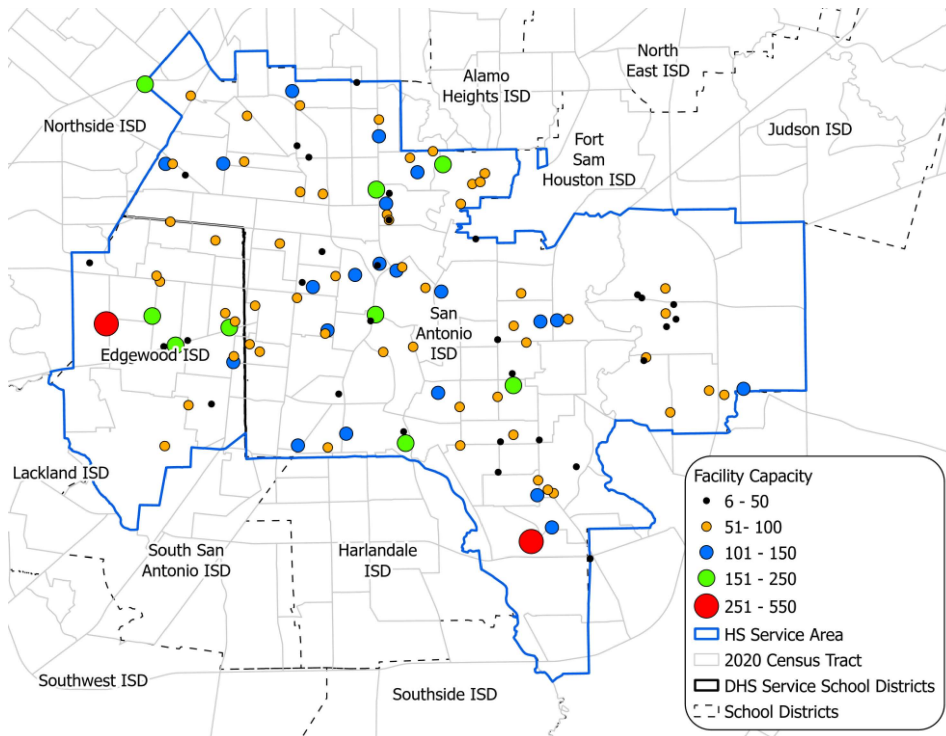 North
East ISD
Alamo
Heights ISD
Northside ISD
Judson ISD
Fort
Sam
Houston ISD
San
Antonio
ISD
Edgewood ISD
Lackland ISD
South San
Antonio ISD
Harlandale
ISD
Southwest ISD
Southside ISD
Facility Capacity
6 - 50
51- 100
101 - 150
151 - 250
251 - 550
HS Service Area
2020 Census Tract
DHS Service School Districts
School Districts